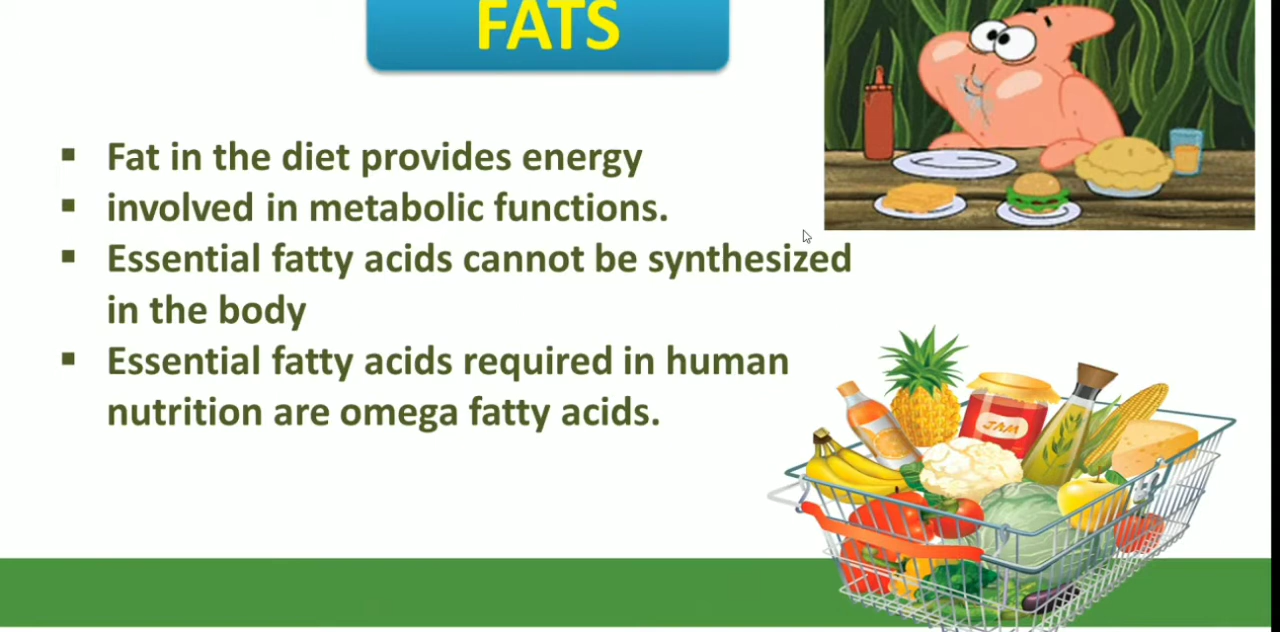 FATS
▪ Fat in the diet provides energy
▪ involved in metabolic functions.
▪ Essential fatty acids cannot be synthesized
in the body
▪ Essential fatty acids required in human
nutrition are omega fatty acids.
JAM